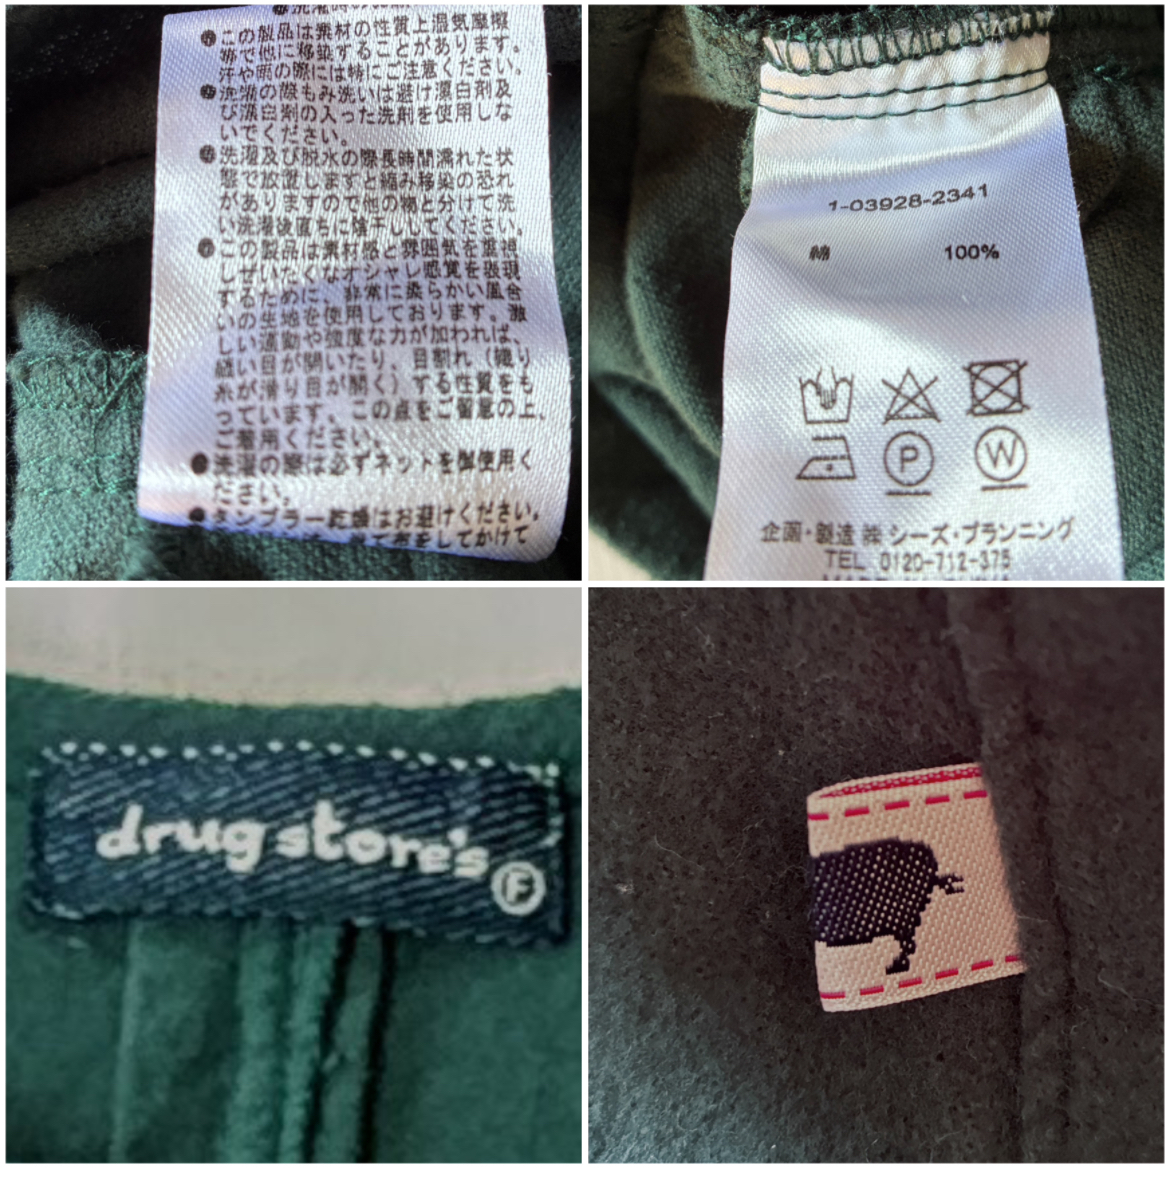 この製品は素材の性質上湿気摩擦
等で他に移染することがあります。
汗や雨の際には特にご注意ください。
洗濯の際もみ洗いは避け漂白剤及
び漂白剤の入った洗剤を使用しな
いでください。
洗濯及び脱水の際長時間濡れた状
態で放置しますと縮み移染の恐れ
がありますので他の物と分けて洗
い洗濯後直ちに陰干ししてください。
この製品は素材感と雰囲気を重視
しぜいたくなオシャレ感覚を表現
するために、非常に柔らかい風合
いの生地を使用しております。激
しい運動や強度な力が加われば、
縫い目が開いたり、目割れ（織り
糸が滑り目が開く）する性質をも
っています。この点をご留意の上、
ご着用ください。
洗濯の際は必ずネットを御使用く
ださい。
タンブラー乾燥はお避けください。
て布をしてかけて
1-03928-2341
綿 100%
P W
企画・製造 ㈱ シーズ・プランニング
TEL 0120-712-375
drug store's
F